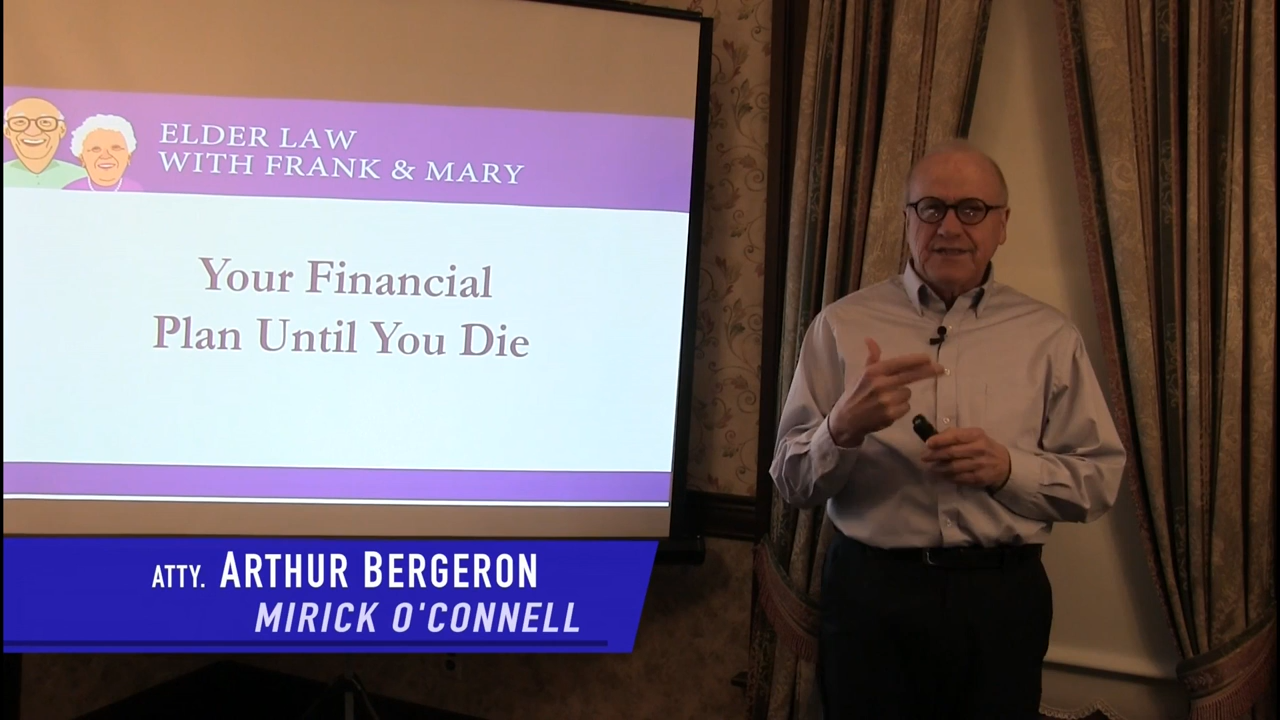 ELDER LAW
WITH FRANK & MARY
Your Financial
Plan Until You Die
ATTY. ARTHUR BERGERON
MIRICK O'CONNELL